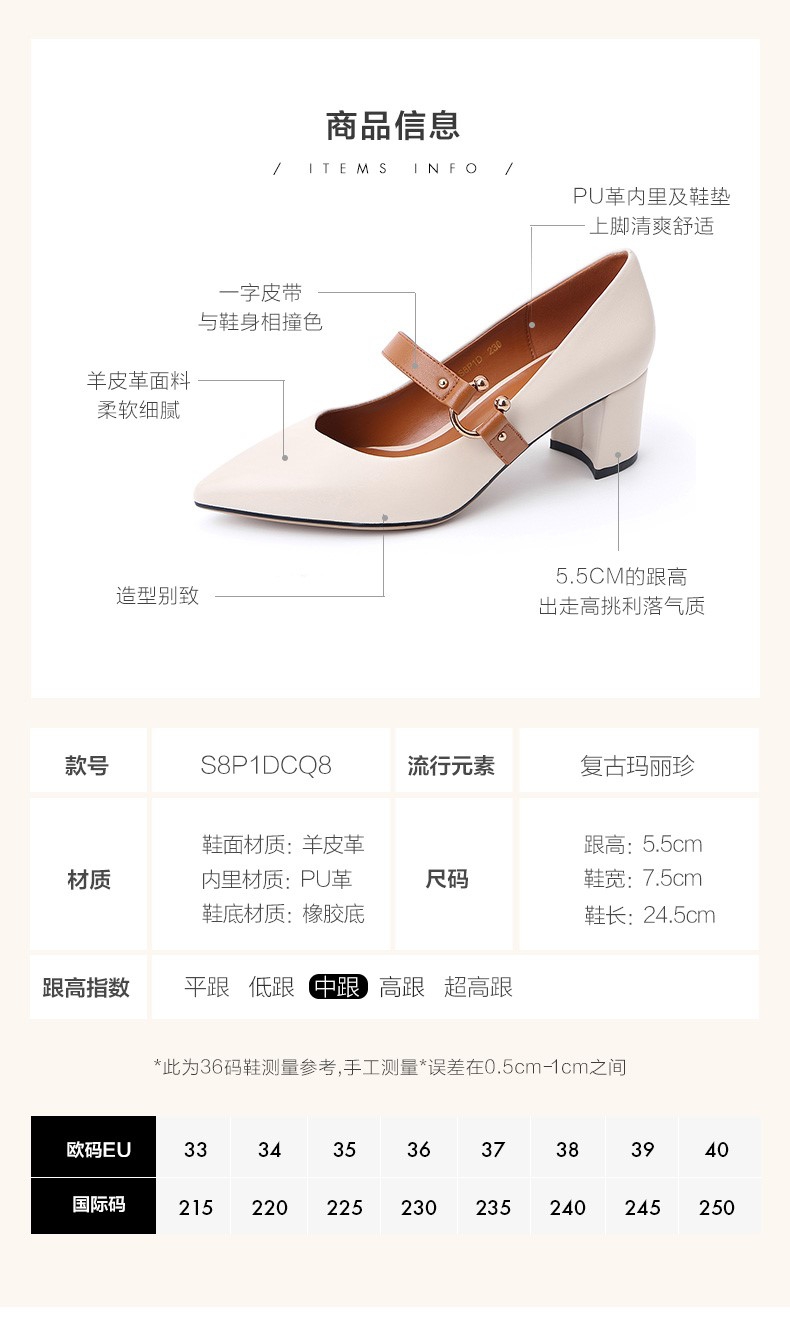 商品信息
/ ITEMS INFO /
PU革内里及鞋垫
上脚清爽舒适
一字皮带
与鞋身相撞色
羊皮革面料
柔软细腻
S8P1D 230
造型别致
5.5CM的跟高
出走高挑利落气质
款号 S8P1DCQ8 流行元素 复古玛丽珍
材质
鞋面材质：羊皮革
内里材质：PU革
鞋底材质：橡胶底
尺码
跟高：5.5cm
鞋宽：7.5cm
鞋长：24.5cm
跟高指数 平跟 低跟 中跟 高跟 超高跟
*此为36码鞋测量参考,手工测量*误差在0.5cm-1cm之间
欧码EU 33 34 35 36 37 38 39 40
国际码 215 220 225 230 235 240 245 250